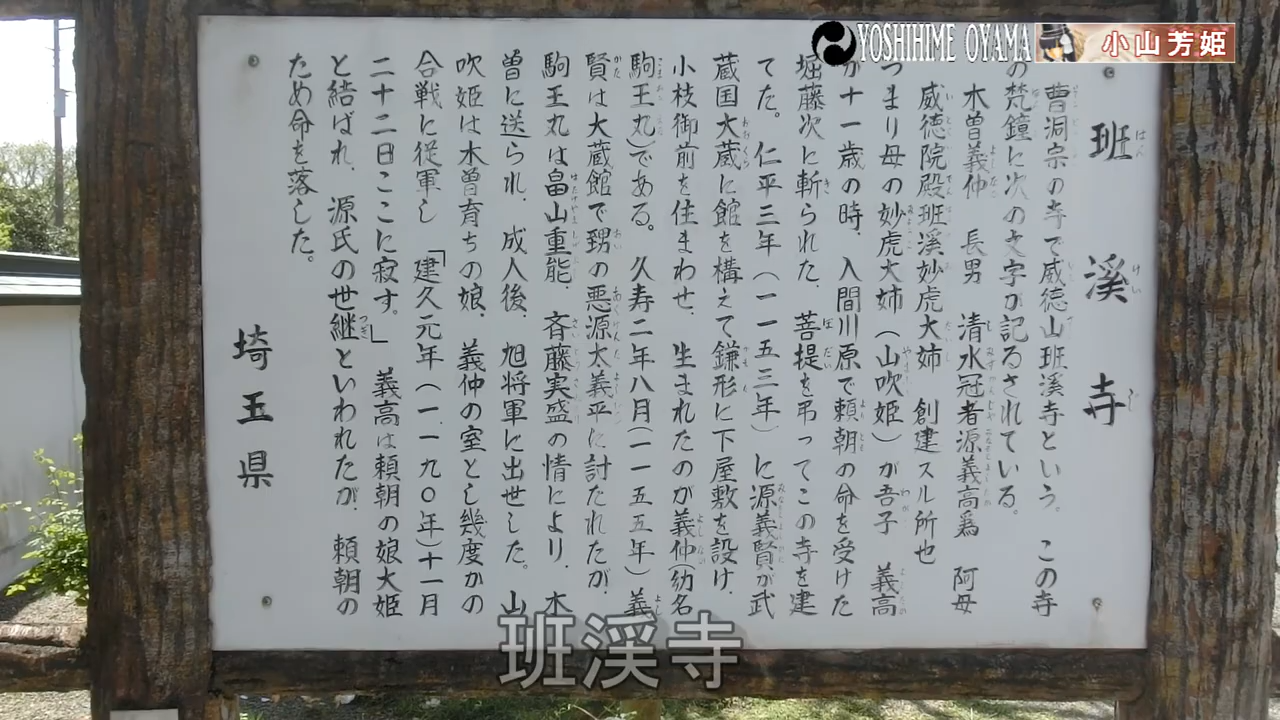 YOSHIHIME OYAMA
小山芳姫
班溪寺
はん けい じ
曹洞宗の寺で威徳山班溪寺という。この寺
の梵鐘に次の文字が記るされている。
木曽義仲 長男 清水冠者源義高爲 阿母
威徳院殿班溪妙虎大姉 創建スル所也
つまり母の妙虎大姉（山吹姫）が吾子 義高
が十一歳の時、入間川原で頼朝の命を受けた
堀藤次に斬られた、菩提を弔ってこの寺を建
てた。仁平三年（一一五三年）に源義賢が武
蔵国大蔵に館を構えて鎌形に下屋敷を設け、
小枝御前を住まわせ、生まれたのが義仲(幼名
駒王丸)である。久寿二年八月(一一五五年)義
賢は大蔵館で甥の悪源太義平に討たれたが、
駒王丸は畠山重能、斉藤実盛の情により、木
曽に送られ、成人後、旭将軍に出世した。山
吹姫は木曽育ちの娘、義仲の室とし幾度かの
合戦に従軍し「建久元年（一、一九〇年)十一月
二十二日ここに寂す。」義高は頼朝の娘大姫
と結ばれ、源氏の世継といわれたが、頼朝の
ため命を落した。
埼玉県
班渓寺